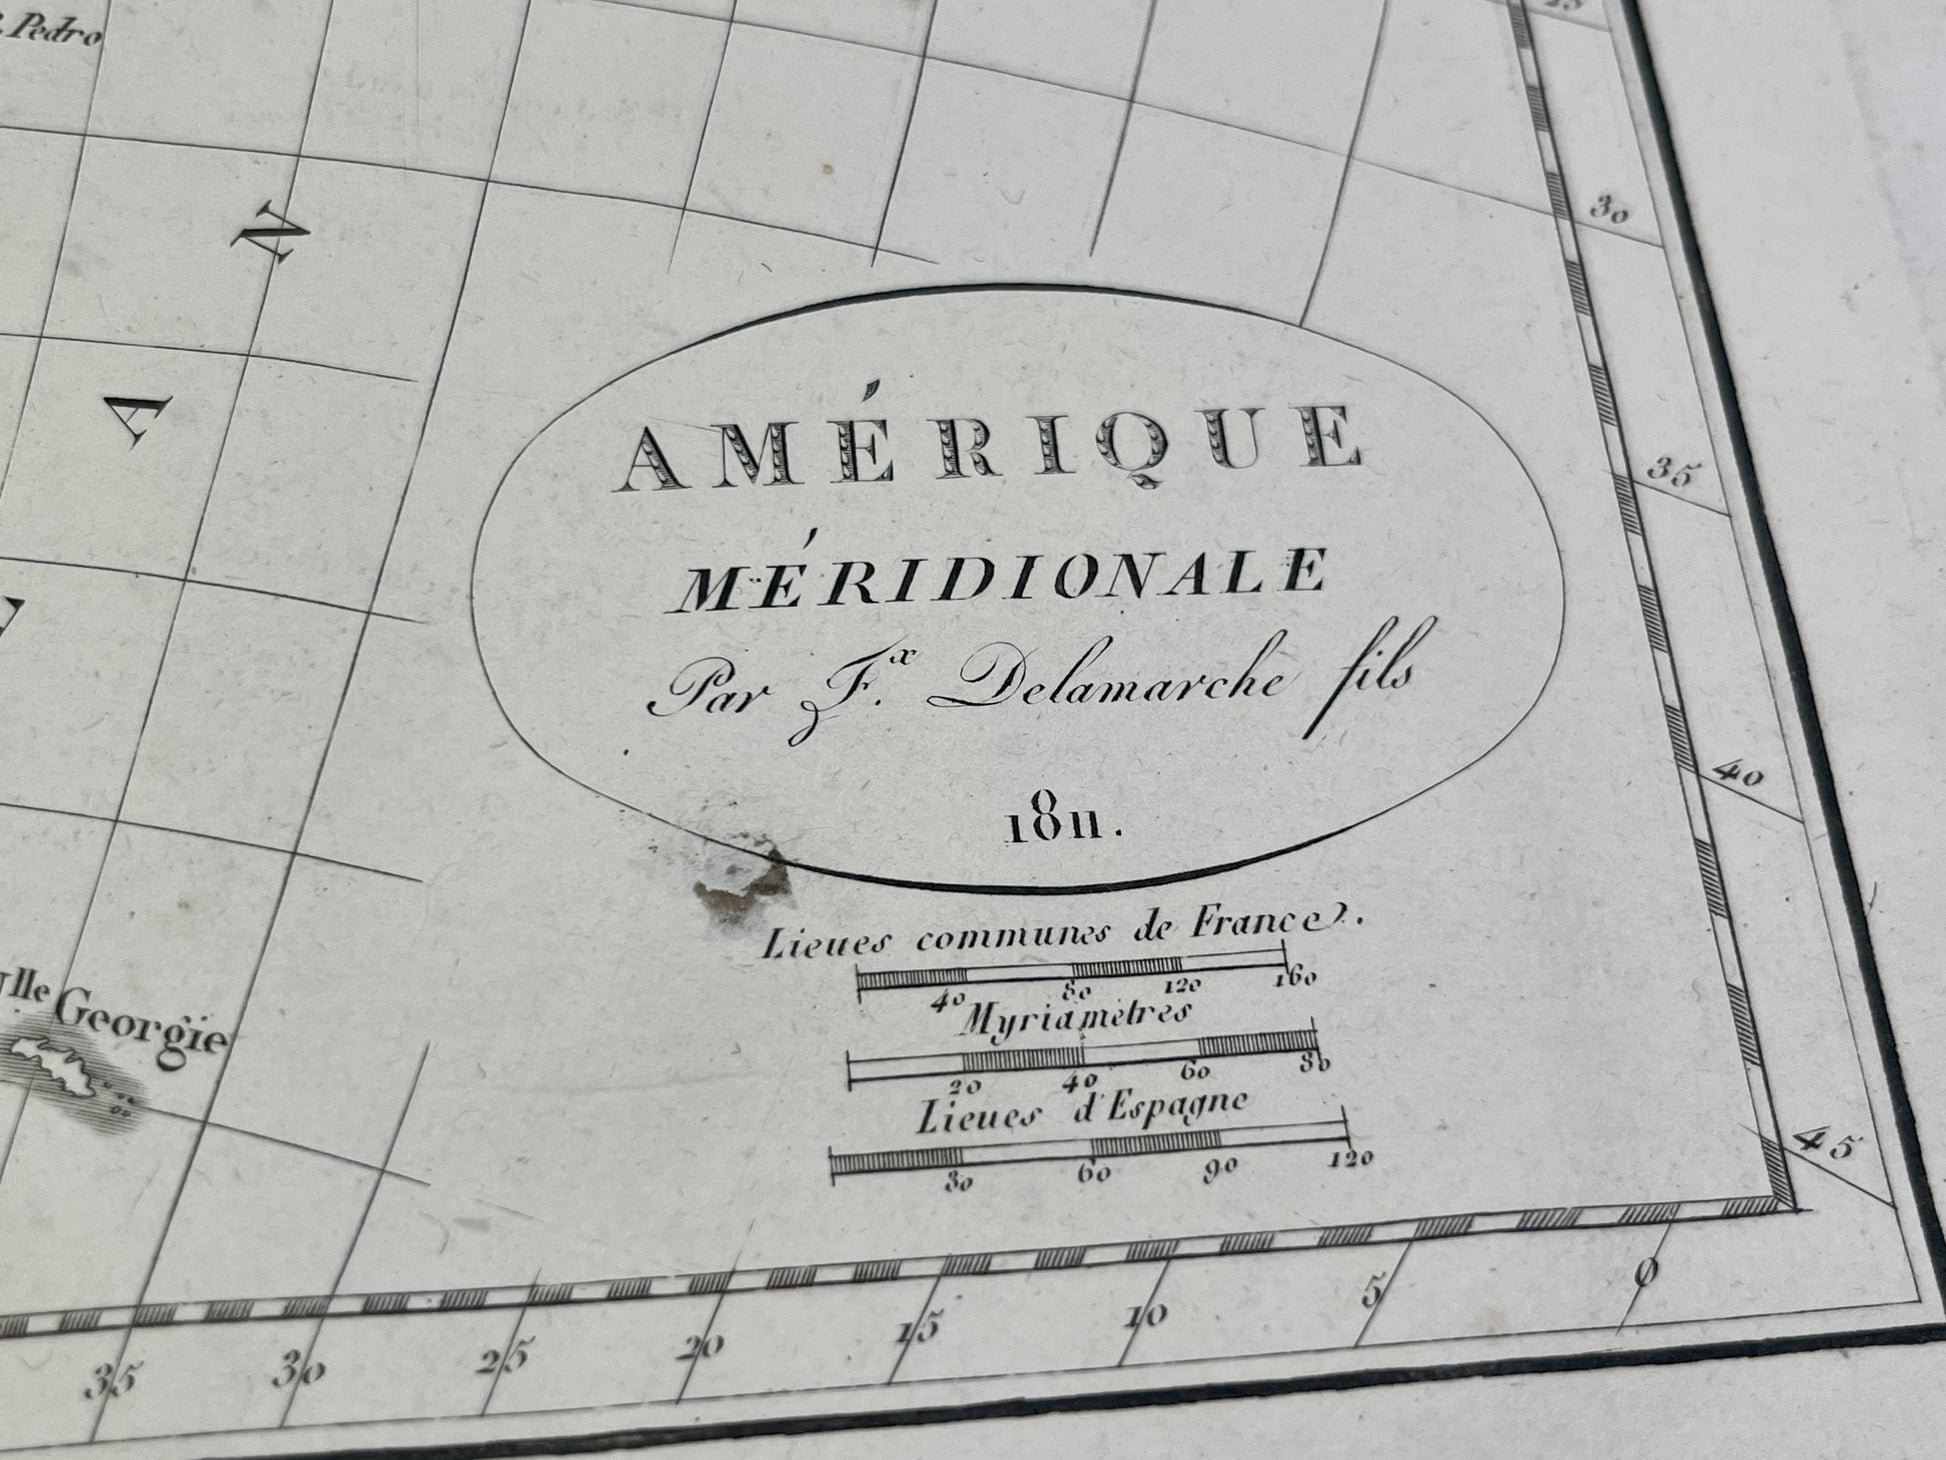 Pedro
N
A
AMÉRIQUE
MÉRIDIONALE
Par F.x Delamarche fils
1811.
Lieues communes de France.
40 80 120 160
Myriamètres
20 40 60 80
Lieues d'Espagne
30 60 90 120
lle Georgie
25
30
35
40
45
35 30 25 20 15 10 5 0